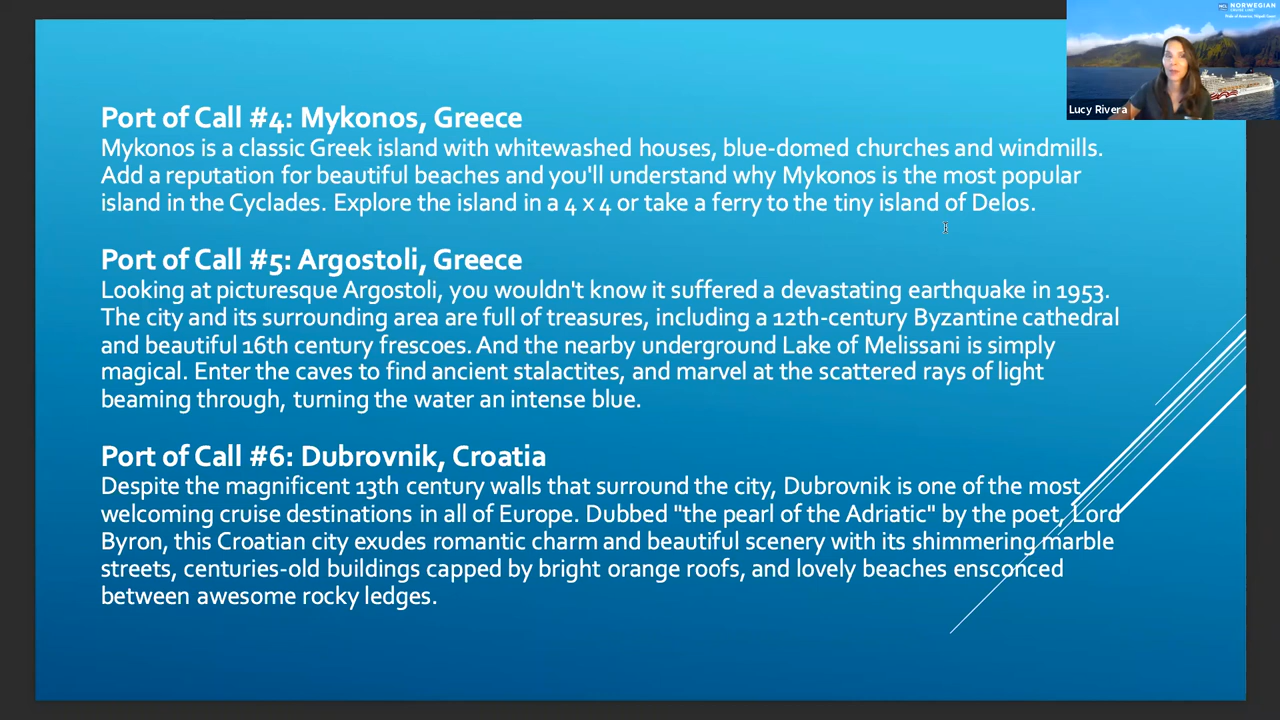 NCL NORWEGIAN
CRUISE LINE
Pride of America, Nāpali Coast
Lucy Rivera
Port of Call #4: Mykonos, Greece
Mykonos is a classic Greek island with whitewashed houses, blue-domed churches and windmills.
Add a reputation for beautiful beaches and you'll understand why Mykonos is the most popular
island in the Cyclades. Explore the island in a 4 x 4 or take a ferry to the tiny island of Delos.
Port of Call #5: Argostoli, Greece
Looking at picturesque Argostoli, you wouldn't know it suffered a devastating earthquake in 1953.
The city and its surrounding area are full of treasures, including a 12th-century Byzantine cathedral
and beautiful 16th century frescoes. And the nearby underground Lake of Melissani is simply
magical. Enter the caves to find ancient stalactites, and marvel at the scattered rays of light
beaming through, turning the water an intense blue.
Port of Call #6: Dubrovnik, Croatia
Despite the magnificent 13th century walls that surround the city, Dubrovnik is one of the most
welcoming cruise destinations in all of Europe. Dubbed "the pearl of the Adriatic" by the poet, Lord
Byron, this Croatian city exudes romantic charm and beautiful scenery with its shimmering marble
streets, centuries-old buildings capped by bright orange roofs, and lovely beaches ensconced
between awesome rocky ledges.